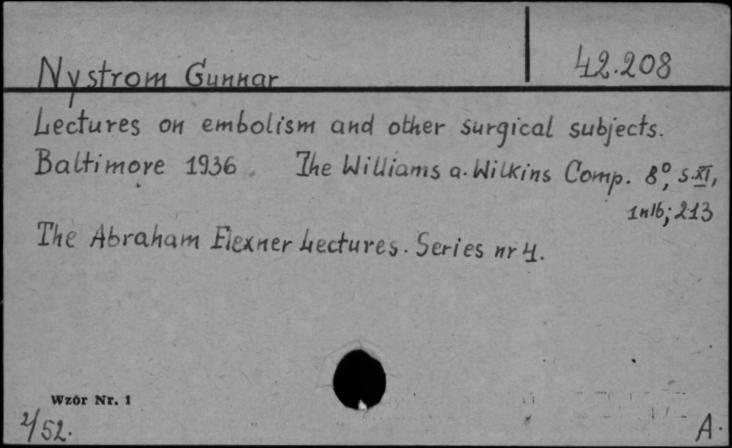 Nystrom Gunnar
42.208
Lectures on embolism and other surgical subjects.
Baltimore 1936. The Williams a. Wilkins Comp. 8°, s.XI,
1nlb; 213
The Abraham Flexner Lectures. Series nr 4.
Wzór Nr. 1
2/52.
A.